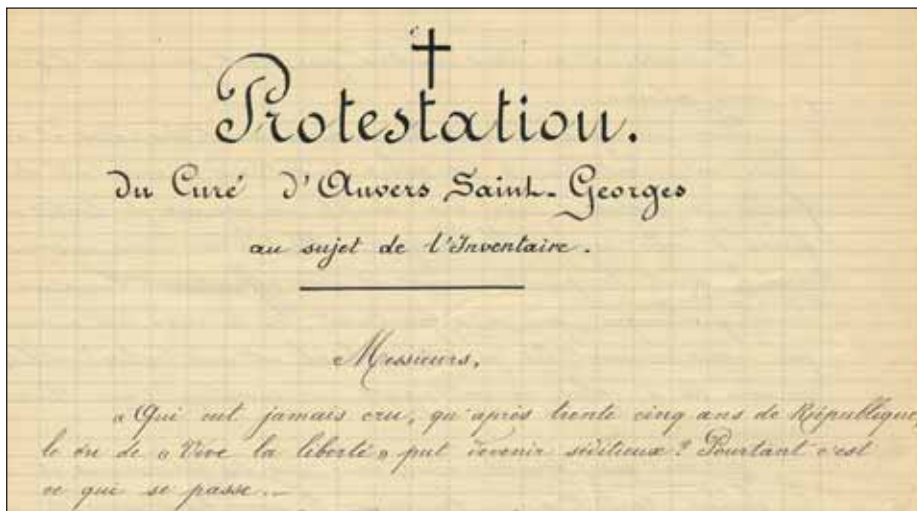 Protestation.
du Curé d'Auvers Saint-Georges
au sujet de l'Inventaire.
Messieurs,
« Qui eut jamais cru, qu'après trente cinq ans de République,
le cri de « Vive la liberté » put devenir séditieux ? Pourtant c'est
ce qui se passe.—